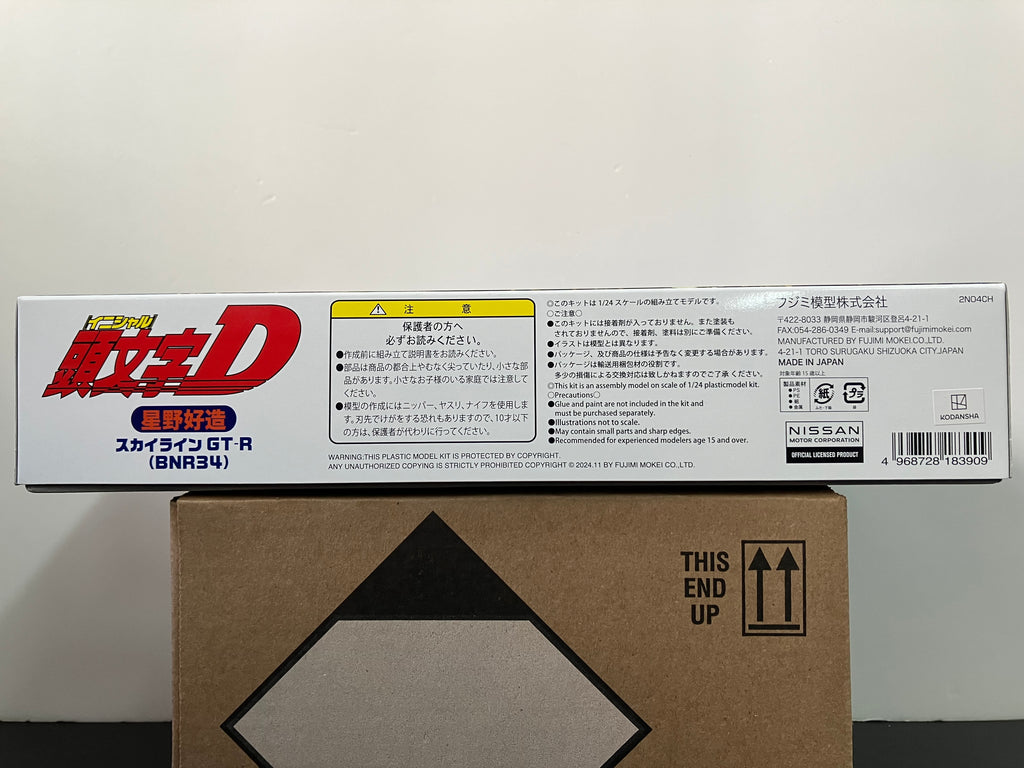 イニシャル
頭文字D
星野好造
スカイライン GT-R
(BNR34)
注 意
保護者の方へ
必ずお読みください。
●作成前に組み立て説明書をお読みください。
●部品は商品の都合上やむなく尖っていたり、小さな部
品があります。小さなお子様のいる家庭では注意して
ください。
●模型の作成にはニッパー、ヤスリ、ナイフを使用しま
す。刃先でけがをする恐れもありますので、10才以下
の方は、保護者が代わりに行ってください。
WARNING:THIS PLASTIC MODEL KIT IS PROTECTED BY COPYRIGHT.
ANY UNAUTHORIZED COPYING IS STRICTLY PROHIBITED COPYRIGHT © 2024.11 BY FUJIMI MOKEI CO.,LTD.
◎このキットは 1/24 スケールの組み立てモデルです。
○ご注意○
●このキットには接着剤が入っておりません。また塗装も
されておりませんので、接着剤、塗料は別にご準備ください。
●イラストは模型とは異なります。
●パッケージ、及び商品の仕様は予告なく変更する場合があります。
●パッケージは輸送用梱包材の役割です。
多少の損傷による交換対応は致しかねますのでご了承ください。
◎This kit is an assembly model on scale of 1/24 plasticmodel kit.
○Precautions○
●Glue and paint are not included in the kit and
must be purchased separately.
●Illustrations not to scale.
●May contain small parts and sharp edges.
●Recommended for experienced modelers age 15 and over.
フジミ模型株式会社
2N04CH
〒422-8033 静岡県静岡市駿河区登呂4-21-1
FAX:054-286-0349 E-mail:support@fujimimokei.com
MANUFACTURED BY FUJIMI MOKEI CO.,LTD.
4-21-1 TORO SURUGAKU SHIZUOKA CITY,JAPAN
MADE IN JAPAN
対象年齢 15 歳以上
製品素材
●PS
●PE
●紙
●金属
紙
プラ
NISSAN
MOTOR CORPORATION
OFFICIAL LICENSED PRODUCT
KODANSHA
4 968728 183909
THIS
END
UP